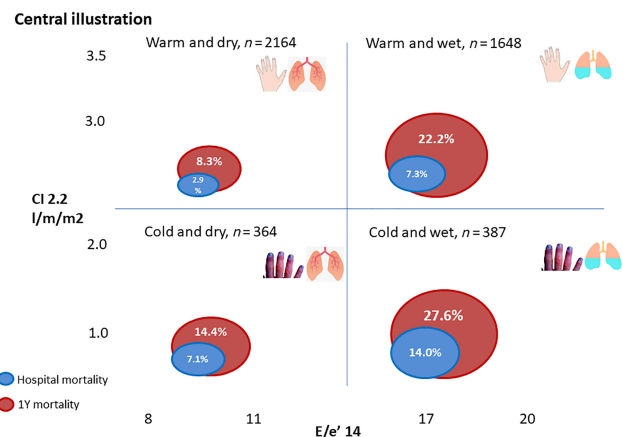 Central illustration
Warm and dry, n = 2164
Warm and wet, n = 1648
3.5
3.0
8.3%
2.9
%
22.2%
7.3%
CI 2.2
l/m/m2
Cold and dry, n = 364
Cold and wet, n = 387
2.0
1.0
14.4%
7.1%
27.6%
14.0%
Hospital mortality
1Y mortality
8
11
E/e’ 14
17
20